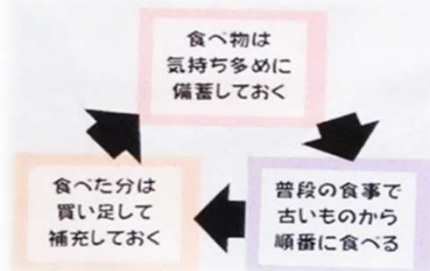 食べ物は
気持ち多めに
備蓄しておく
普段の食事で
古いものから
順番に食べる
食べた分は
買い足して
補充しておく